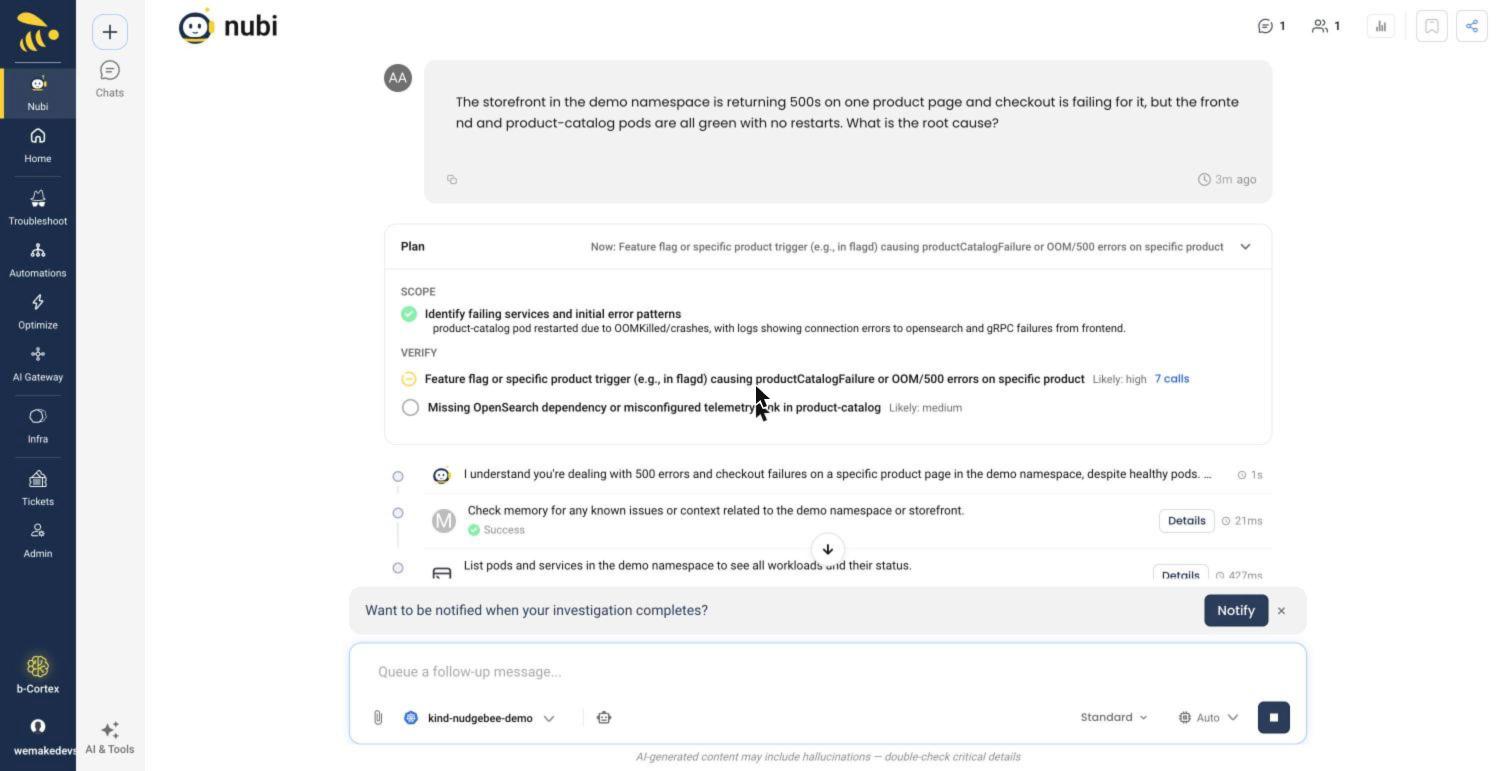 nubi
1
1
Nubi
Home
Troubleshoot
Automations
Optimize
AI Gateway
Infra
Tickets
Admin
b-Cortex
wemakedevs
Chats
AI & Tools
AA
The storefront in the demo namespace is returning 500s on one product page and checkout is failing for it, but the fronte
nd and product-catalog pods are all green with no restarts. What is the root cause?
3m ago
Plan
Now: Feature flag or specific product trigger (e.g., in flagd) causing productCatalogFailure or OOM/500 errors on specific product
SCOPE
Identify failing services and initial error patterns
product-catalog pod restarted due to OOMKilled/crashes, with logs showing connection errors to opensearch and gRPC failures from frontend.
VERIFY
Feature flag or specific product trigger (e.g., in flagd) causing productCatalogFailure or OOM/500 errors on specific product Likely: high 7 calls
Missing OpenSearch dependency or misconfigured telemetry in product-catalog Likely: medium
I understand you're dealing with 500 errors and checkout failures on a specific product page in the demo namespace, despite healthy pods. ... 1s
M
Check memory for any known issues or context related to the demo namespace or storefront.
Success
Details 21ms
List pods and services in the demo namespace to see all workloads and their status.
Details 427ms
Want to be notified when your investigation completes?
Notify ×
Queue a follow-up message...
kind-nudgebee-demo
Standard
Auto
AI-generated content may include hallucinations — double-check critical details